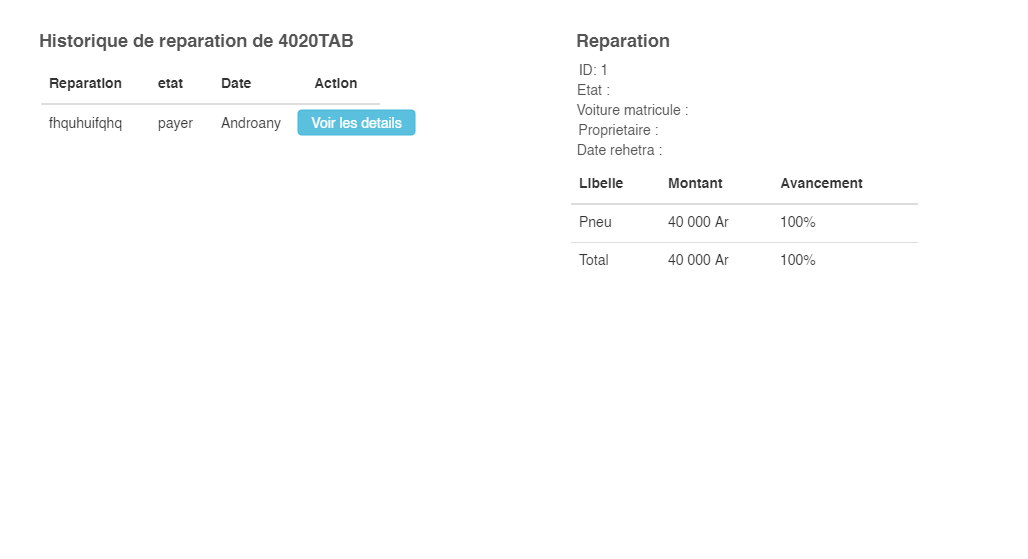 Historique de reparation de 4020TAB
Reparation etat Date Action
fhquhuifqhq payer Androany Voir les details
Reparation
ID: 1
Etat :
Voiture matricule :
Proprietaire :
Date rehetra :
Libelle Montant Avancement
Pneu 40 000 Ar 100%
Total 40 000 Ar 100%